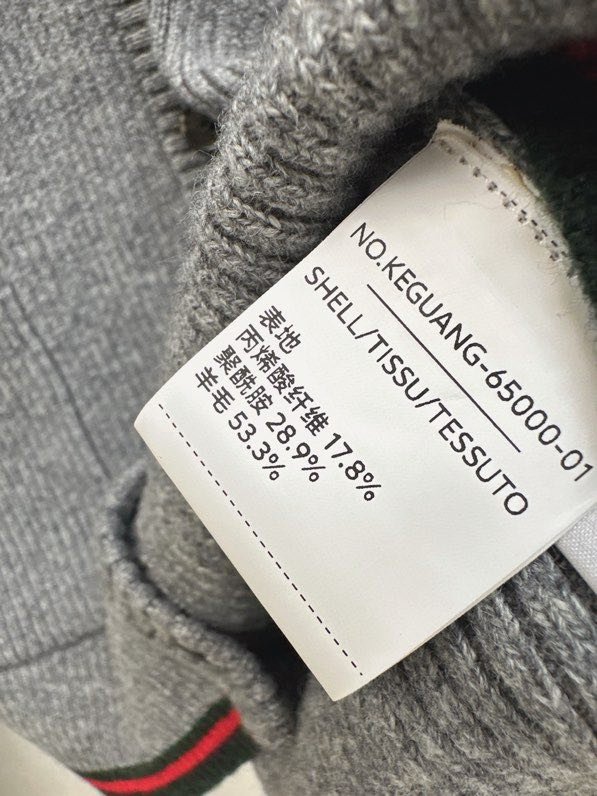 NO.KEGUANG-65000-01
SHELL/TISSU/TESSUTO
表地
丙烯酸纤维 17.8%
聚酰胺 28.9%
羊毛 53.3%